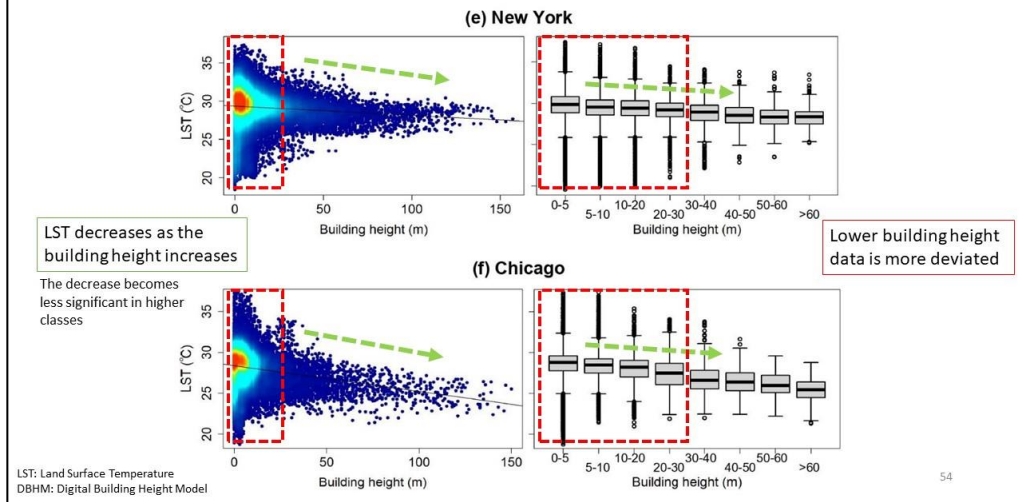 (e) New York
LST (°C)
35
30
25
20
0
50
100
150
Building height (m)
0-5
5-10
10-20
20-30
30-40
40-50
50-60
>60
Building height (m)
LST decreases as the
building height increases
The decrease becomes
less significant in higher
classes
Lower building height
data is more deviated
(f) Chicago
LST (°C)
35
30
25
20
0
50
100
150
Building height (m)
0-5
5-10
10-20
20-30
30-40
40-50
50-60
>60
Building height (m)
LST: Land Surface Temperature
DBHM: Digital Building Height Model
54